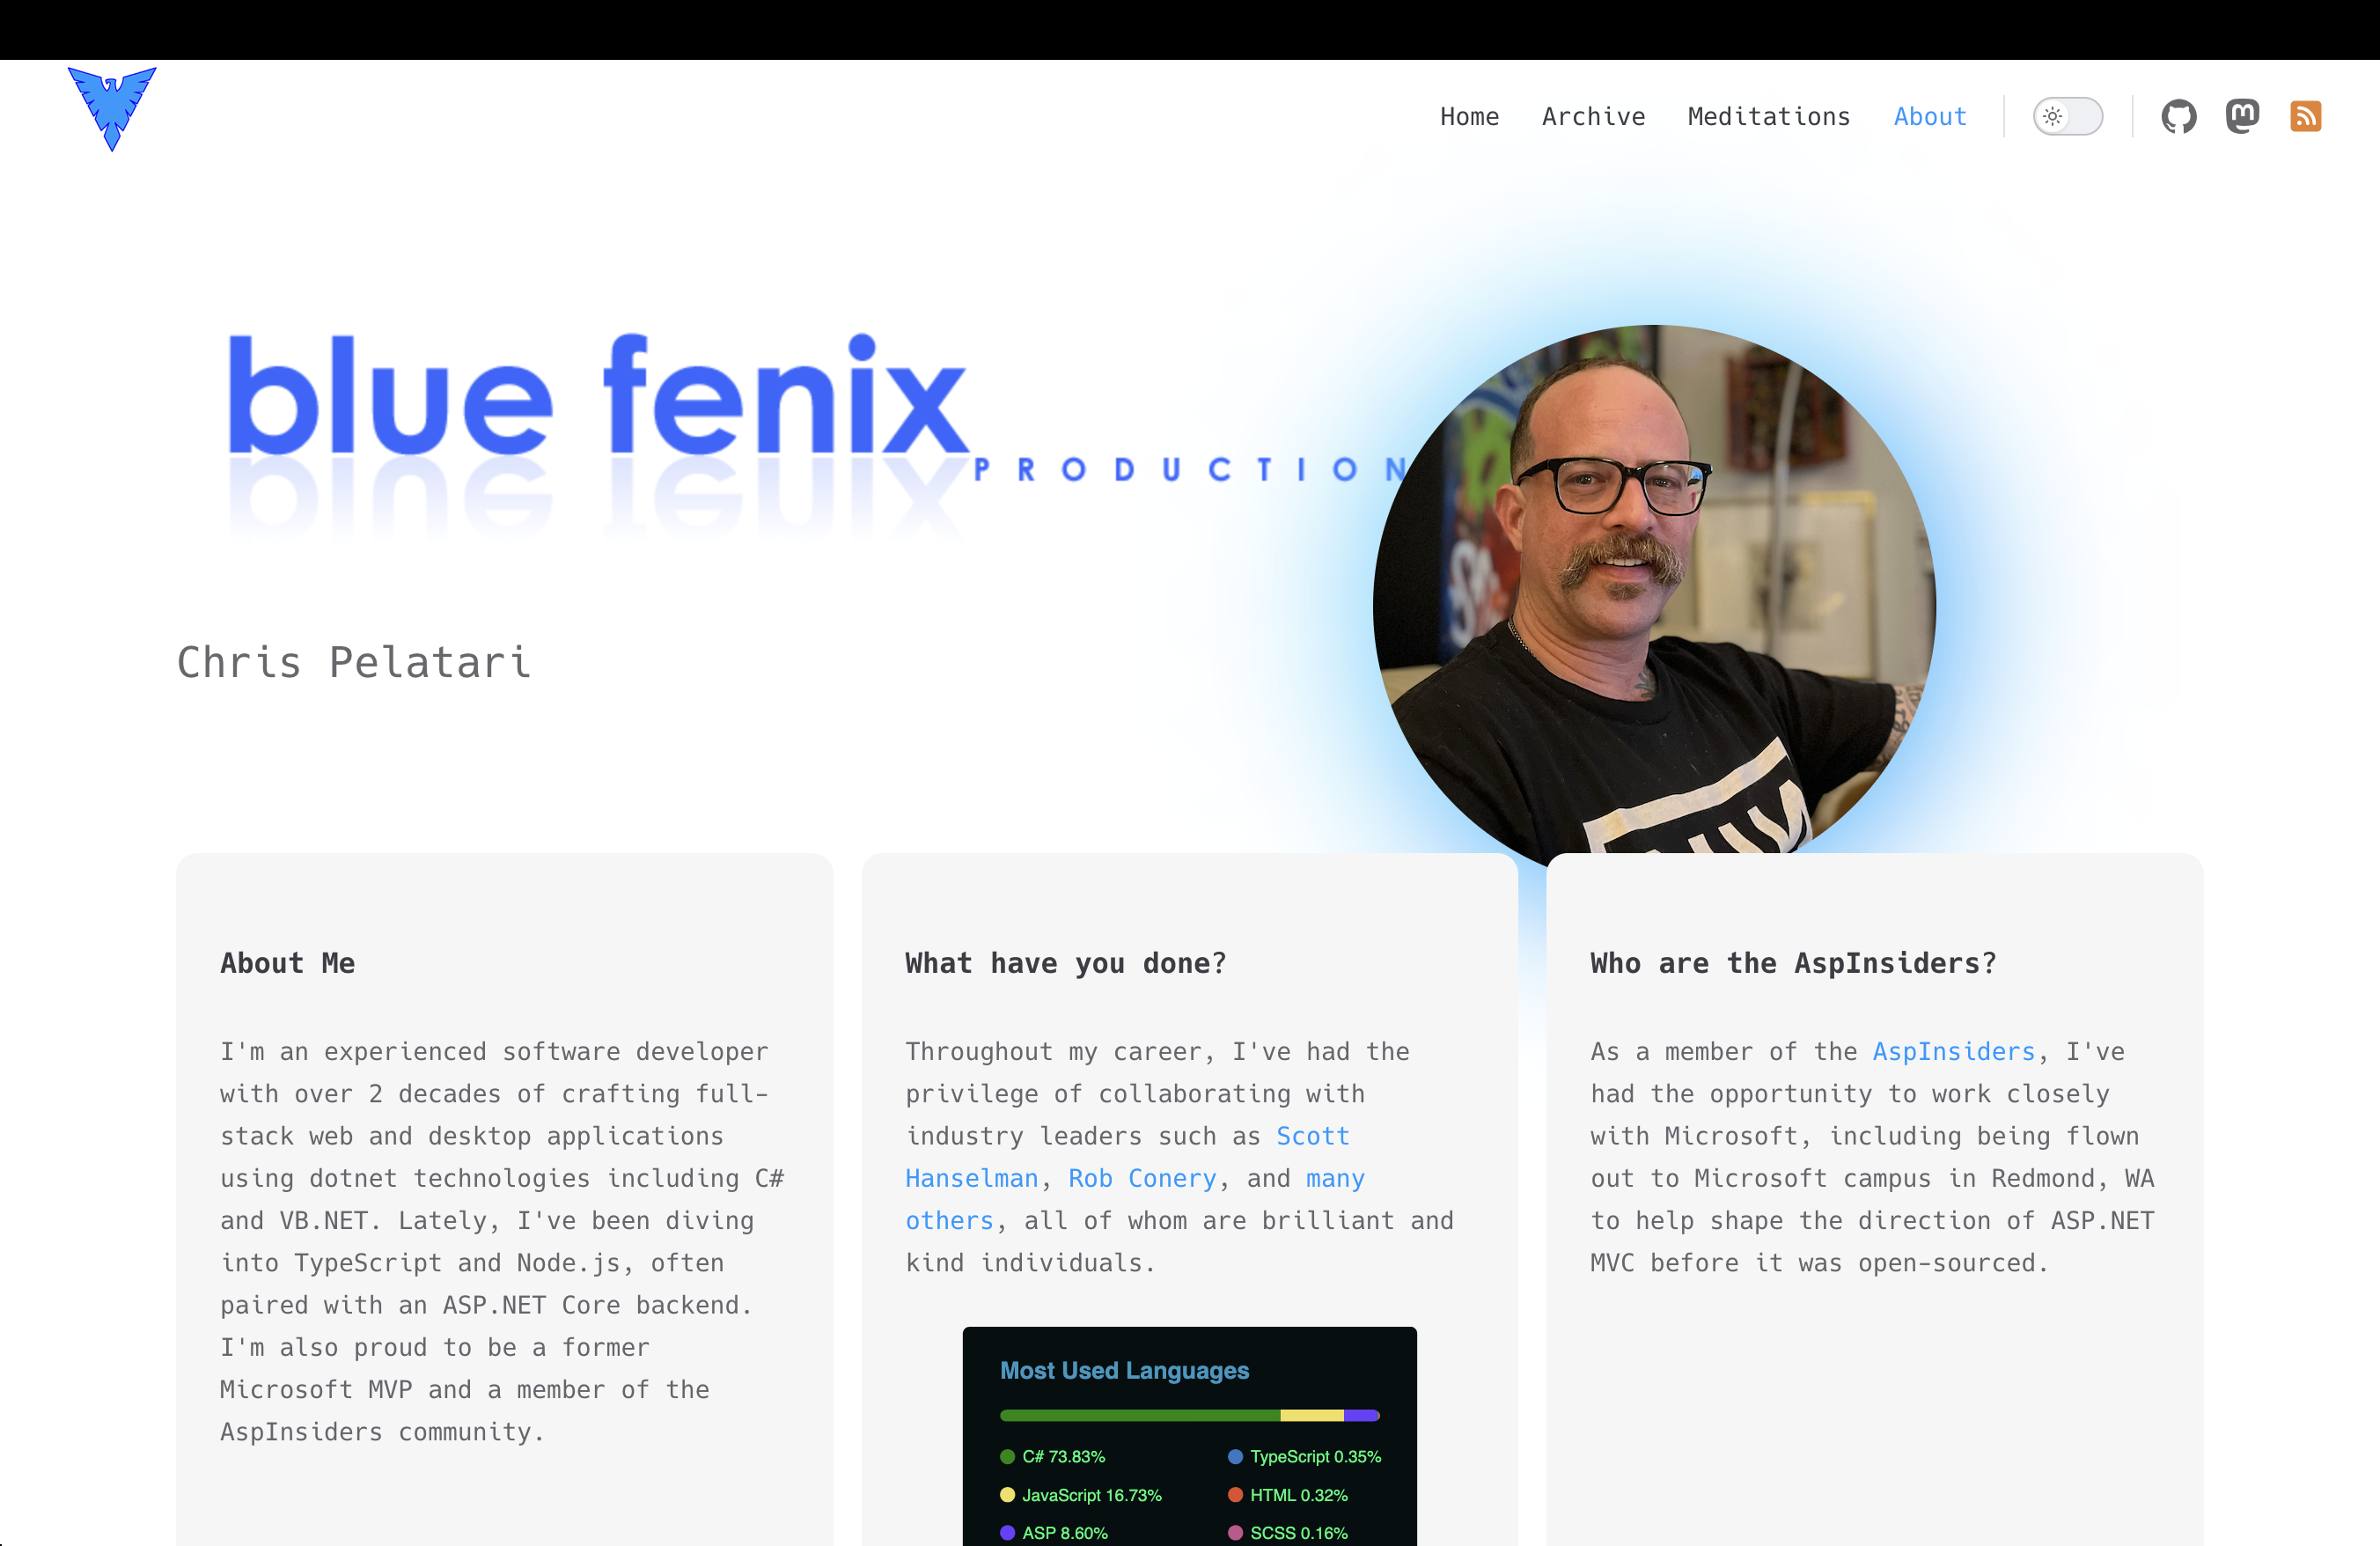 Home Archive Meditations About
blue fenix
PRODUCTION
Chris Pelatari
About Me
I'm an experienced software developer
with over 2 decades of crafting full-
stack web and desktop applications
using dotnet technologies including C#
and VB.NET. Lately, I've been diving
into TypeScript and Node.js, often
paired with an ASP.NET Core backend.
I'm also proud to be a former
Microsoft MVP and a member of the
AspInsiders community.
What have you done?
Throughout my career, I've had the
privilege of collaborating with
industry leaders such as Scott
Hanselman, Rob Conery, and many
others, all of whom are brilliant and
kind individuals.
Most Used Languages
C# 73.83%
JavaScript 16.73%
ASP 8.60%
TypeScript 0.35%
HTML 0.32%
SCSS 0.16%
Who are the AspInsiders?
As a member of the AspInsiders, I've
had the opportunity to work closely
with Microsoft, including being flown
out to Microsoft campus in Redmond, WA
to help shape the direction of ASP.NET
MVC before it was open-sourced.